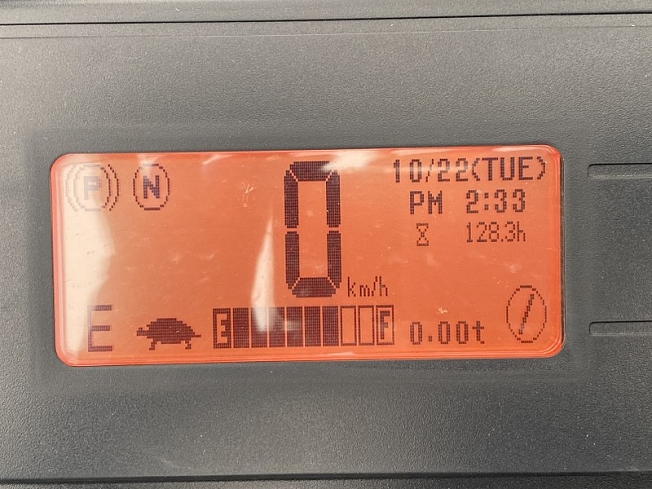 P N 0 10/22(TUE)
PM 2:33
128.3h
km/h
E E F 0.00t